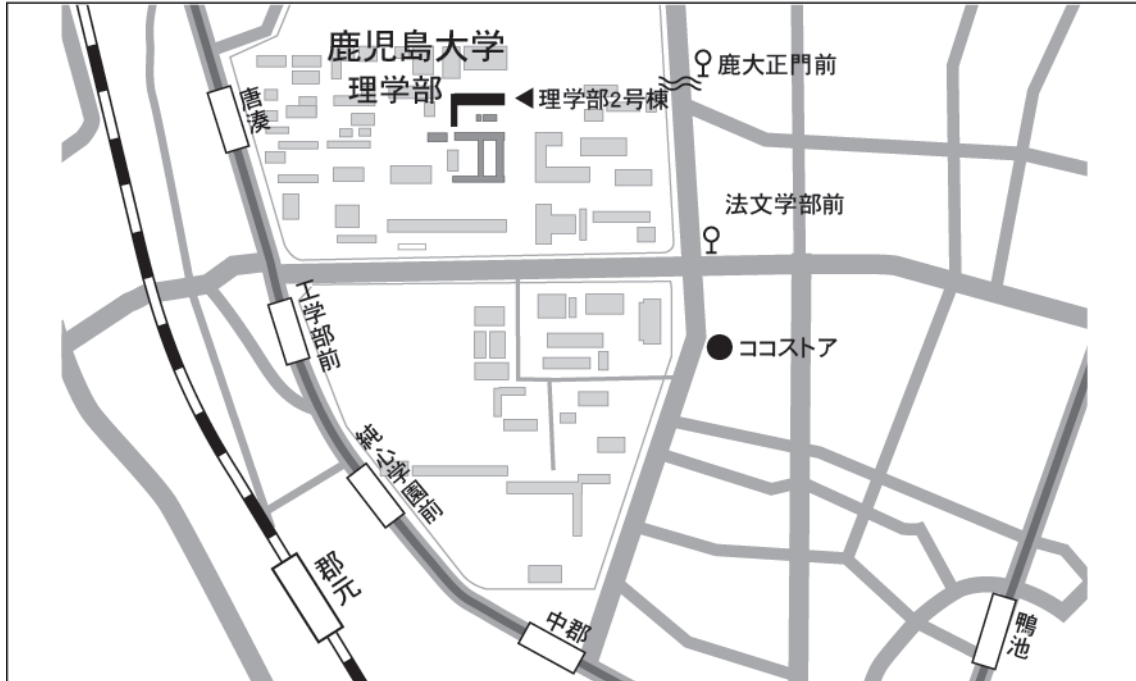 鹿児島大学
理学部
理学部2号棟
鹿大正門前
唐湊
法文学部前
工学部前
ココストア
純心学園前
郡元
中郡
鴨池